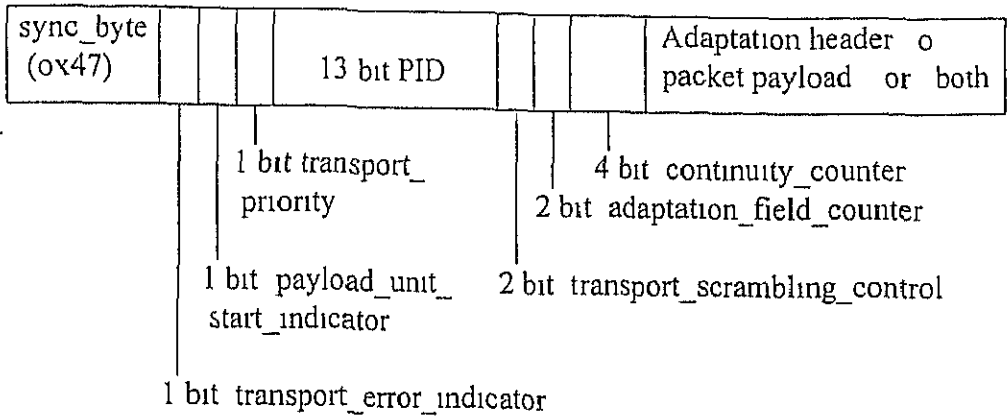 sync_byte
(ox47)
13 bit PID
Adaptation header o
packet payload or both
1 bit transport_
priority
4 bit continuity_counter
2 bit adaptation_field_counter
1 bit payload_unit_
start_indicator
2 bit transport_scrambling_control
1 bit transport_error_indicator